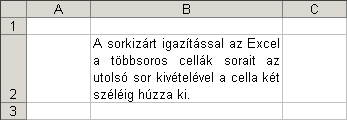 A B C
1
A sorkizárt igazítással az Excel
a többsoros cellák sorait az
utolsó sor kivételével a cella két
2 széléig húzza ki.
3